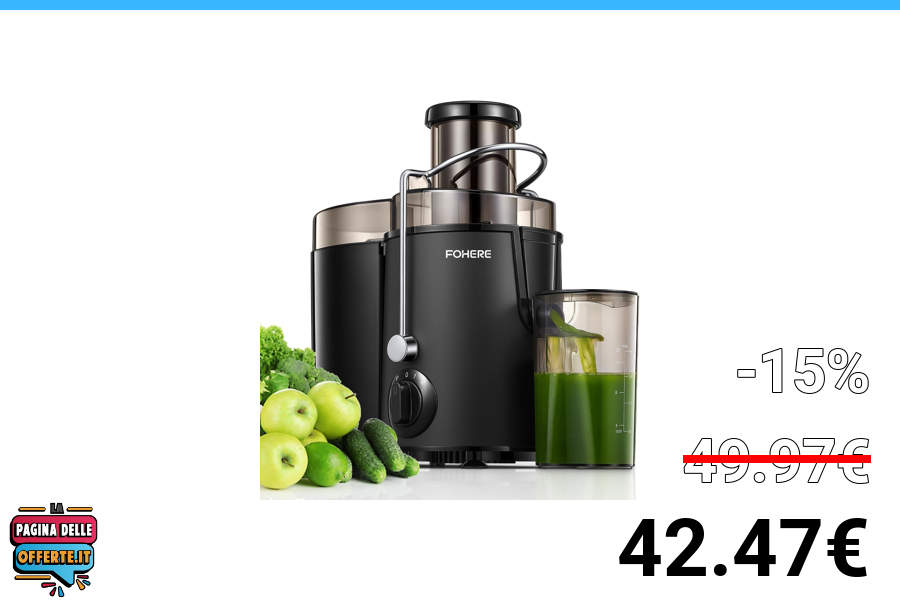 FOHERE
-15%
49.97€
42.47€
LA
PAGINA DELLE
OFFERTE.IT